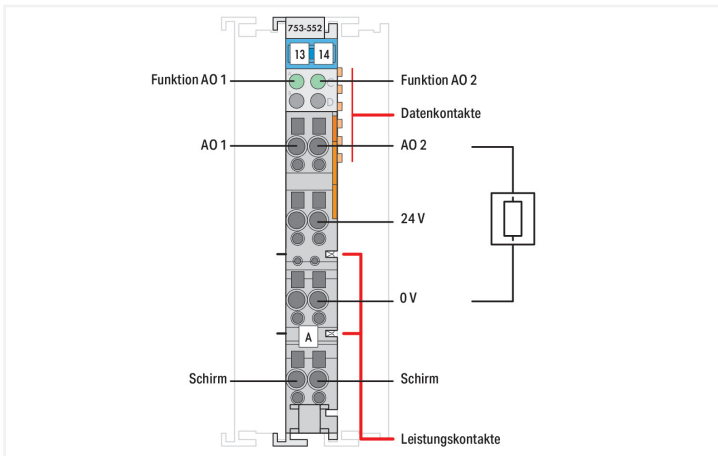 753-552
13 14
Funktion AO 1
Funktion AO 2
C
D
Datenkontakte
AO 1
AO 2
24 V
0 V
A
Schirm
Schirm
Leistungskontakte